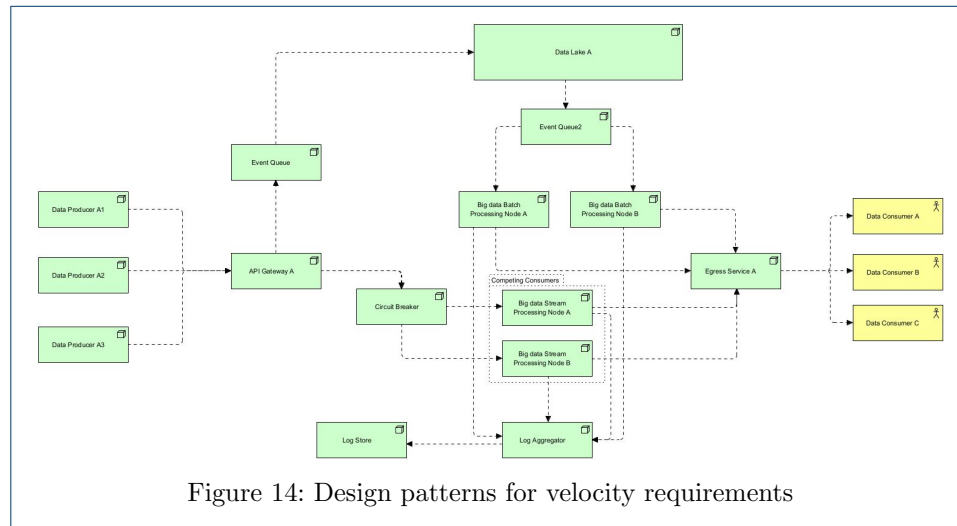 Data Lake A
Event Queue2
Event Queue
Data Producer A1
Big data Batch
Processing Node A
Big data Batch
Processing Node B
Data Consumer A
Data Producer A2
API Gateway A
Egress Service A
Data Consumer B
Competing Consumers
Circuit Breaker
Big data Stream
Processing Node A
Data Consumer C
Data Producer A3
Big data Stream
Processing Node B
Log Store
Log Aggregator
Figure 14: Design patterns for velocity requirements